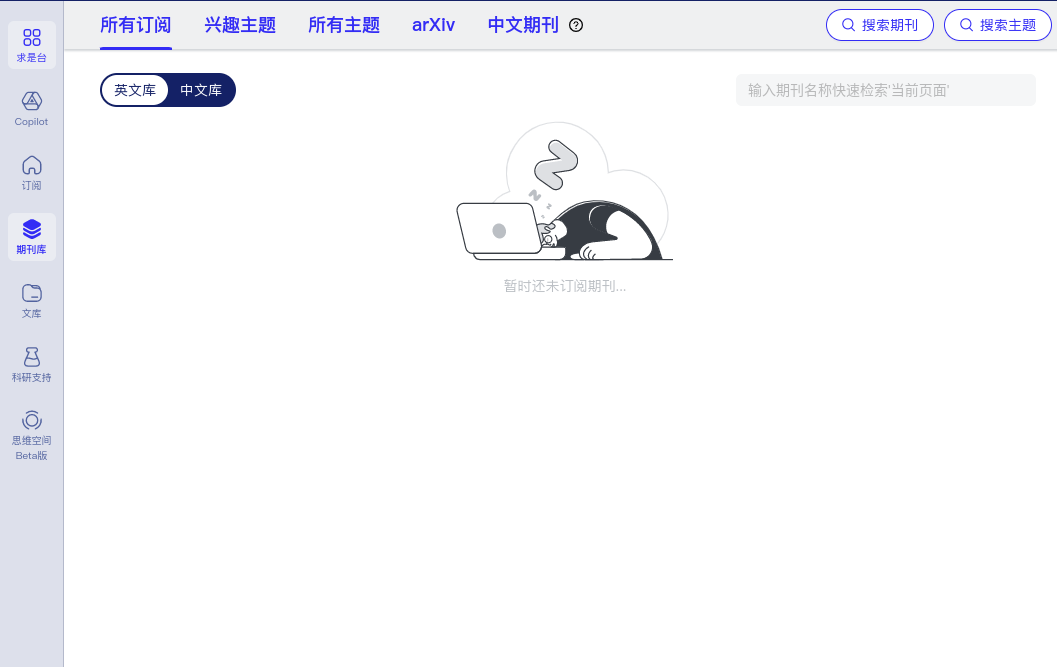 求是台
Copilot
订阅
期刊库
文库
科研支持
思维空间
Beta版
所有订阅 兴趣主题 所有主题 arXiv 中文期刊 ?
搜索期刊 搜索主题
英文库 中文库
输入期刊名称快速检索'当前页面'
暂时还未订阅期刊...